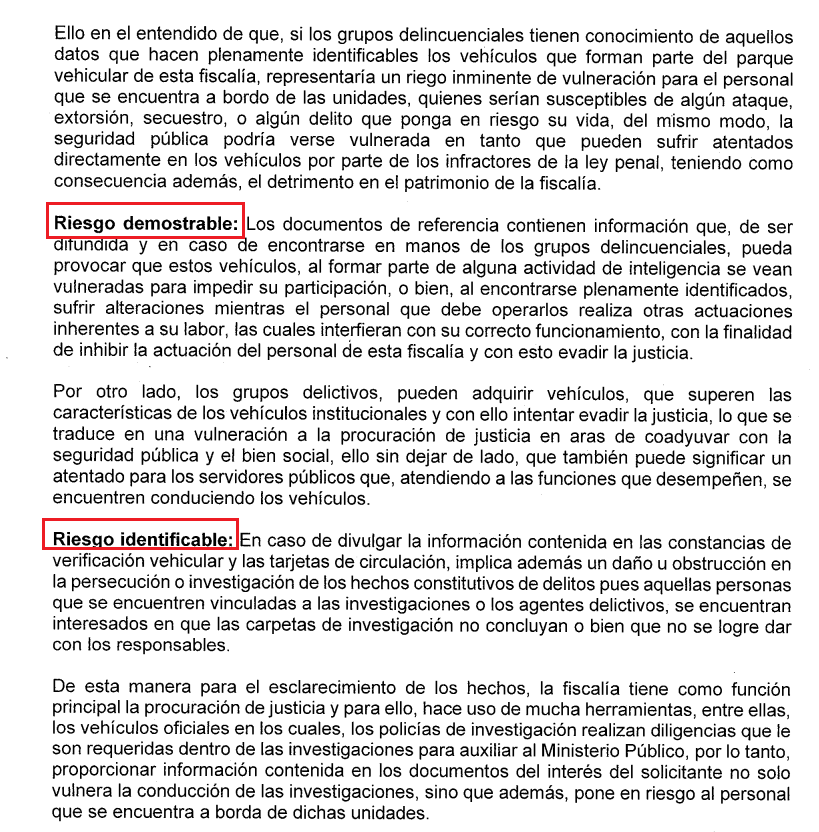 Ello en el entendido de que, si los grupos delincuenciales tienen conocimiento de aquellos
datos que hacen plenamente identificables los vehículos que forman parte del parque
vehicular de esta fiscalía, representaría un riego inminente de vulneración para el personal
que se encuentra a bordo de las unidades, quienes serían susceptibles de algún ataque,
extorsión, secuestro, o algún delito que ponga en riesgo su vida, del mismo modo, la
seguridad pública podría verse vulnerada en tanto que pueden sufrir atentados
directamente en los vehículos por parte de los infractores de la ley penal, teniendo como
consecuencia además, el detrimento en el patrimonio de la fiscalía.
Riesgo demostrable: Los documentos de referencia contienen información que, de ser
difundida y en caso de encontrarse en manos de los grupos delincuenciales, pueda
provocar que estos vehículos, al formar parte de alguna actividad de inteligencia se vean
vulneradas para impedir su participación, o bien, al encontrarse plenamente identificados,
sufrir alteraciones mientras el personal que debe operarlos realiza otras actuaciones
inherentes a su labor, las cuales interfieran con su correcto funcionamiento, con la finalidad
de inhibir la actuación del personal de esta fiscalía y con esto evadir la justicia.
Por otro lado, los grupos delictivos, pueden adquirir vehículos, que superen las
características de los vehículos institucionales y con ello intentar evadir la justicia, lo que se
traduce en una vulneración a la procuración de justicia en aras de coadyuvar con la
seguridad pública y el bien social, ello sin dejar de lado, que también puede significar un
atentado para los servidores públicos que, atendiendo a las funciones que desempeñen, se
encuentren conduciendo los vehículos.
Riesgo identificable: En caso de divulgar la información contenida en las constancias de
verificación vehicular y las tarjetas de circulación, implica además un daño u obstrucción en
la persecución o investigación de los hechos constitutivos de delitos pues aquellas personas
que se encuentren vinculadas a las investigaciones o los agentes delictivos, se encuentran
interesados en que las carpetas de investigación no concluyan o bien que no se logre dar
con los responsables.
De esta manera para el esclarecimiento de los hechos, la fiscalía tiene como función
principal la procuración de justicia y para ello, hace uso de mucha herramientas, entre ellas,
los vehículos oficiales en los cuales, los policías de investigación realizan diligencias que le
son requeridas dentro de las investigaciones para auxiliar al Ministerio Público, por lo tanto,
proporcionar información contenida en los documentos del interés del solicitante no solo
vulnera la conducción de las investigaciones, sino que además, pone en riesgo al personal
que se encuentra a borda de dichas unidades.